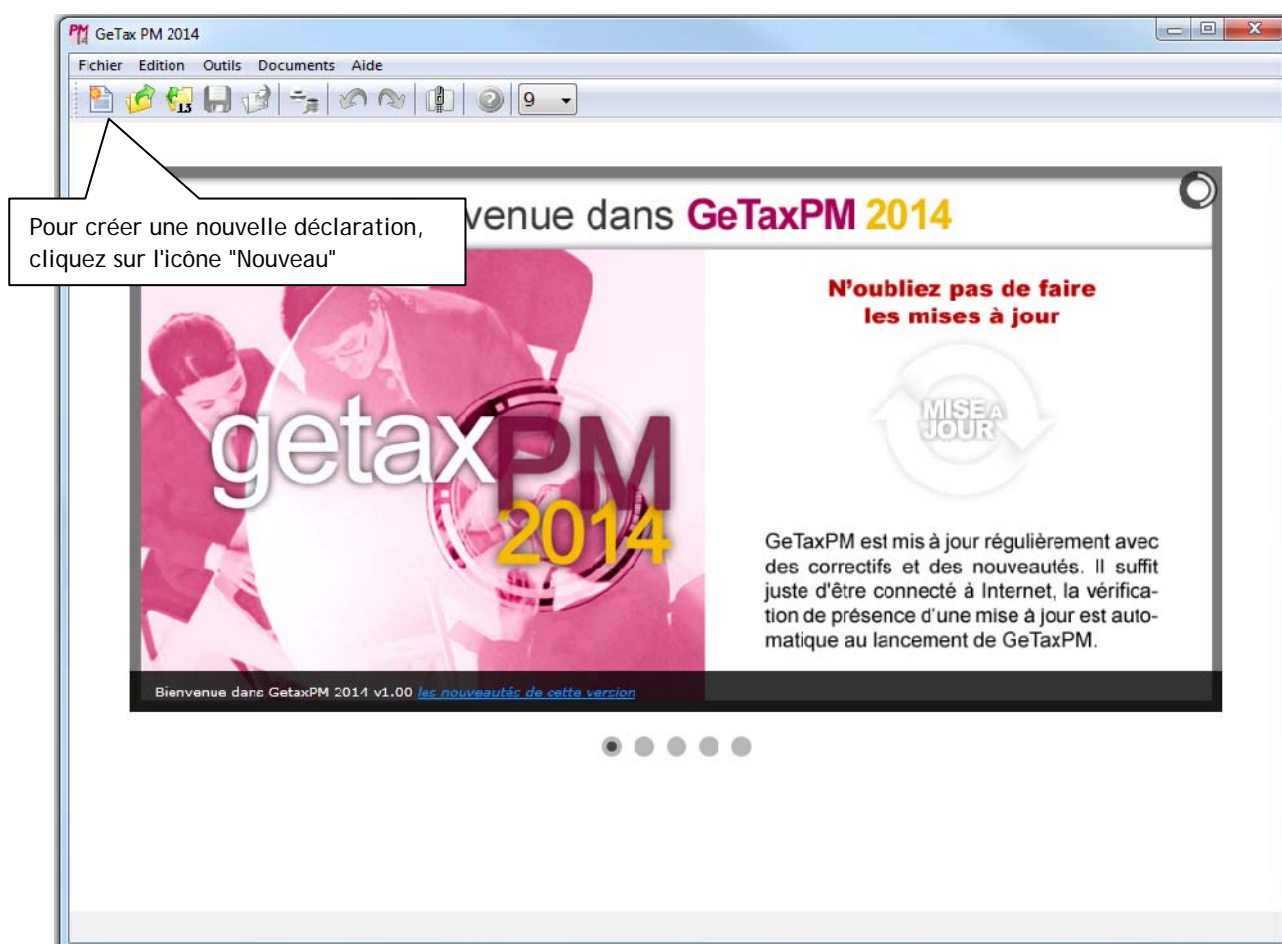 GeTax PM 2014
Fichier Edition Outils Documents Aide
13
9
Pour créer une nouvelle déclaration,
cliquez sur l'icône "Nouveau"
venue dans GeTaxPM 2014
N'oubliez pas de faire
les mises à jour
MISE A
JOUR
getaxPM
2014
GeTaxPM est mis à jour régulièrement avec
des correctifs et des nouveautés. Il suffit
juste d'être connecté à Internet, la vérifica-
tion de présence d'une mise à jour est auto-
matique au lancement de GeTaxPM.
Bienvenue dans GetaxPM 2014 v1.00 les nouveautés de cette version